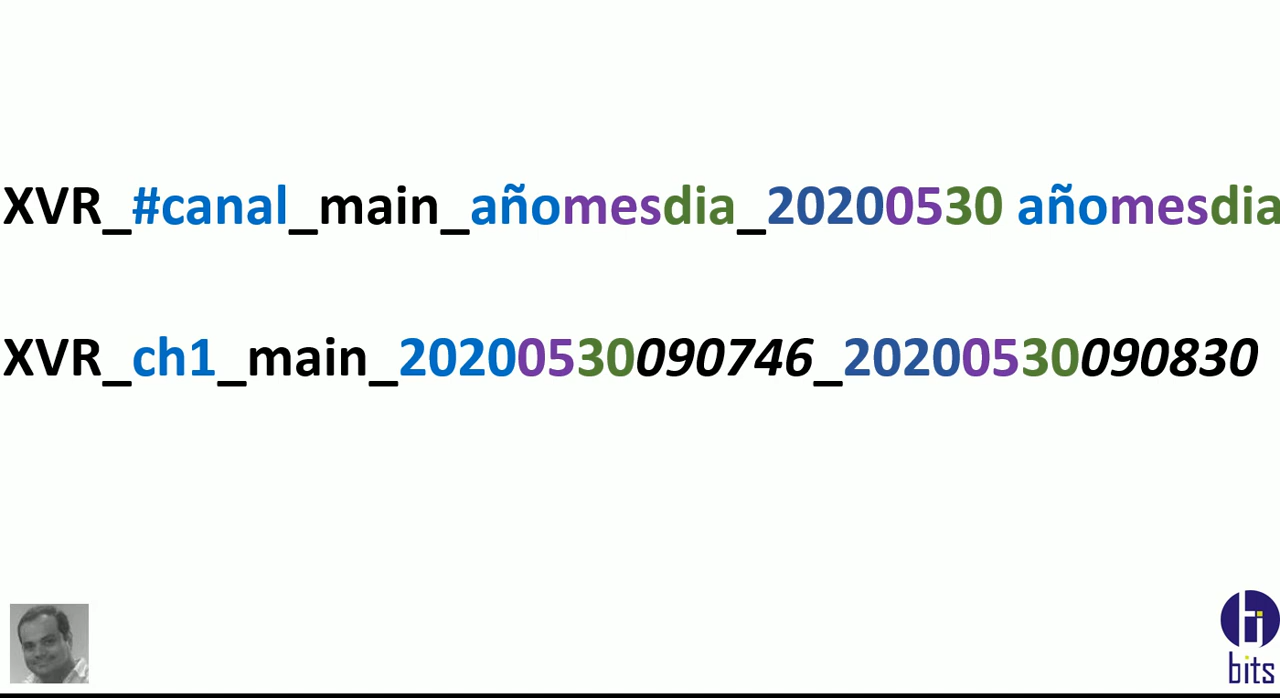 XVR_#canal_main_añomesdia_20200530 añomesdia
XVR_ch1_main_20200530090746_20200530090830
bits